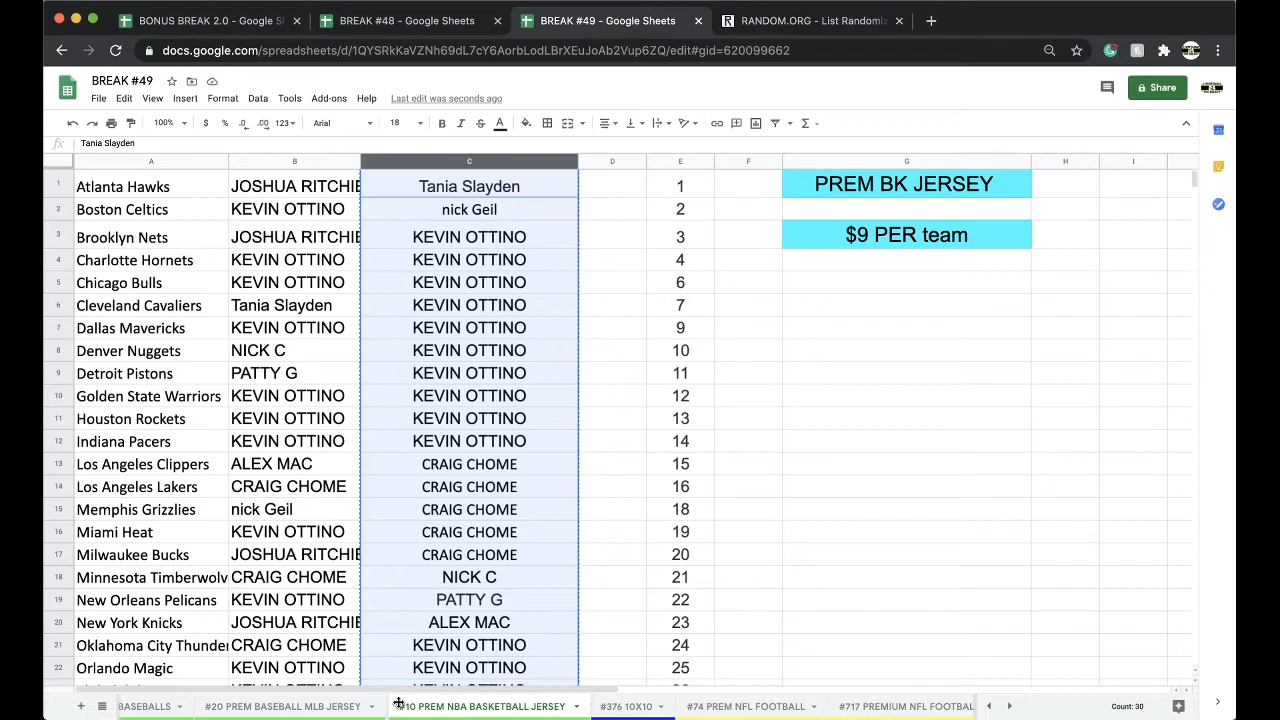 BONUS BREAK 2.0 - Google S
BREAK #48 - Google Sheets
BREAK #49 - Google Sheets
RANDOM.ORG - List Randomiz
docs.google.com/spreadsheets/d/1QYSRkKaVZNh69dL7cY6AorbLodLBrXEuJoAb2Vup6ZQ/edit#gid=620099662
BREAK #49
File Edit View Insert Format Data Tools Add-ons Help Last edit was seconds ago
Share
100% $ % .0 .00 123 Arial 18 B I S A
fx Tania Slayden
A B C D E F G H I
1 Atlanta Hawks JOSHUA RITCHIE Tania Slayden 1 PREM BK JERSEY
2 Boston Celtics KEVIN OTTINO nick Geil 2
3 Brooklyn Nets JOSHUA RITCHIE KEVIN OTTINO 3 $9 PER team
4 Charlotte Hornets KEVIN OTTINO KEVIN OTTINO 4
5 Chicago Bulls KEVIN OTTINO KEVIN OTTINO 6
6 Cleveland Cavaliers Tania Slayden KEVIN OTTINO 7
7 Dallas Mavericks KEVIN OTTINO KEVIN OTTINO 9
8 Denver Nuggets NICK C KEVIN OTTINO 10
9 Detroit Pistons PATTY G KEVIN OTTINO 11
10 Golden State Warriors KEVIN OTTINO KEVIN OTTINO 12
11 Houston Rockets KEVIN OTTINO KEVIN OTTINO 13
12 Indiana Pacers KEVIN OTTINO KEVIN OTTINO 14
13 Los Angeles Clippers ALEX MAC CRAIG CHOME 15
14 Los Angeles Lakers CRAIG CHOME CRAIG CHOME 16
15 Memphis Grizzlies nick Geil CRAIG CHOME 18
16 Miami Heat KEVIN OTTINO CRAIG CHOME 19
17 Milwaukee Bucks JOSHUA RITCHIE CRAIG CHOME 20
18 Minnesota Timberwolv CRAIG CHOME NICK C 21
19 New Orleans Pelicans KEVIN OTTINO PATTY G 22
20 New York Knicks JOSHUA RITCHIE ALEX MAC 23
21 Oklahoma City Thunder CRAIG CHOME KEVIN OTTINO 24
22 Orlando Magic KEVIN OTTINO KEVIN OTTINO 25
BASEBALLS #20 PREM BASEBALL MLB JERSEY #10 PREM NBA BASKETBALL JERSEY #376 10X10 #74 PREM NFL FOOTBALL #717 PREMIUM NFL FOOTBAL Count: 30